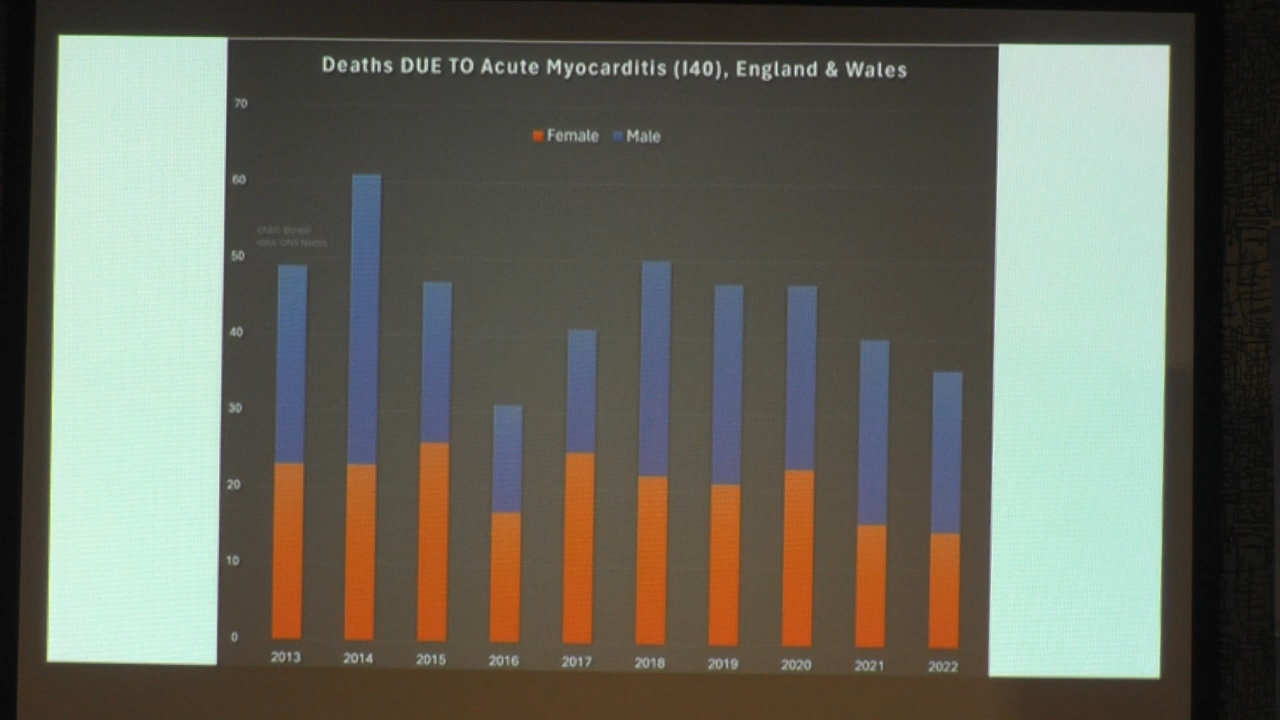 Deaths DUE TO Acute Myocarditis (I40), England & Wales
70
Female Male
60
50
40
30
20
10
0
2013 2014 2015 2016 2017 2018 2019 2020 2021 2022